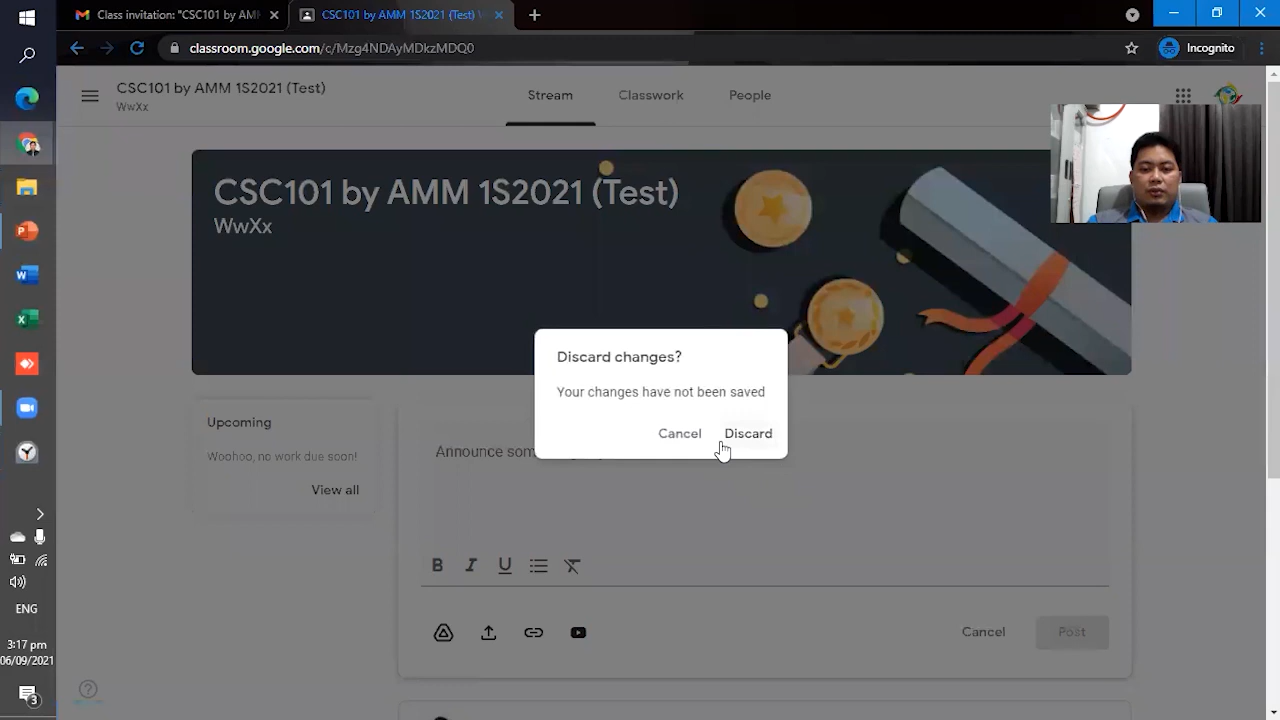 Class invitation: "CSC101 by AM
CSC101 by AMM 1S2021 (Test)
classroom.google.com/c/Mzg4NDAyMDkzMDQ0
Incognito
CSC101 by AMM 1S2021 (Test)
WwXx
Stream
Classwork
People
CSC101 by AMM 1S2021 (Test)
WwXx
Discard changes?
Your changes have not been saved
Cancel
Discard
Upcoming
Woohoo, no work due soon!
View all
Announce
B I U
Cancel
Post
ENG
3:17 pm
06/09/2021
3